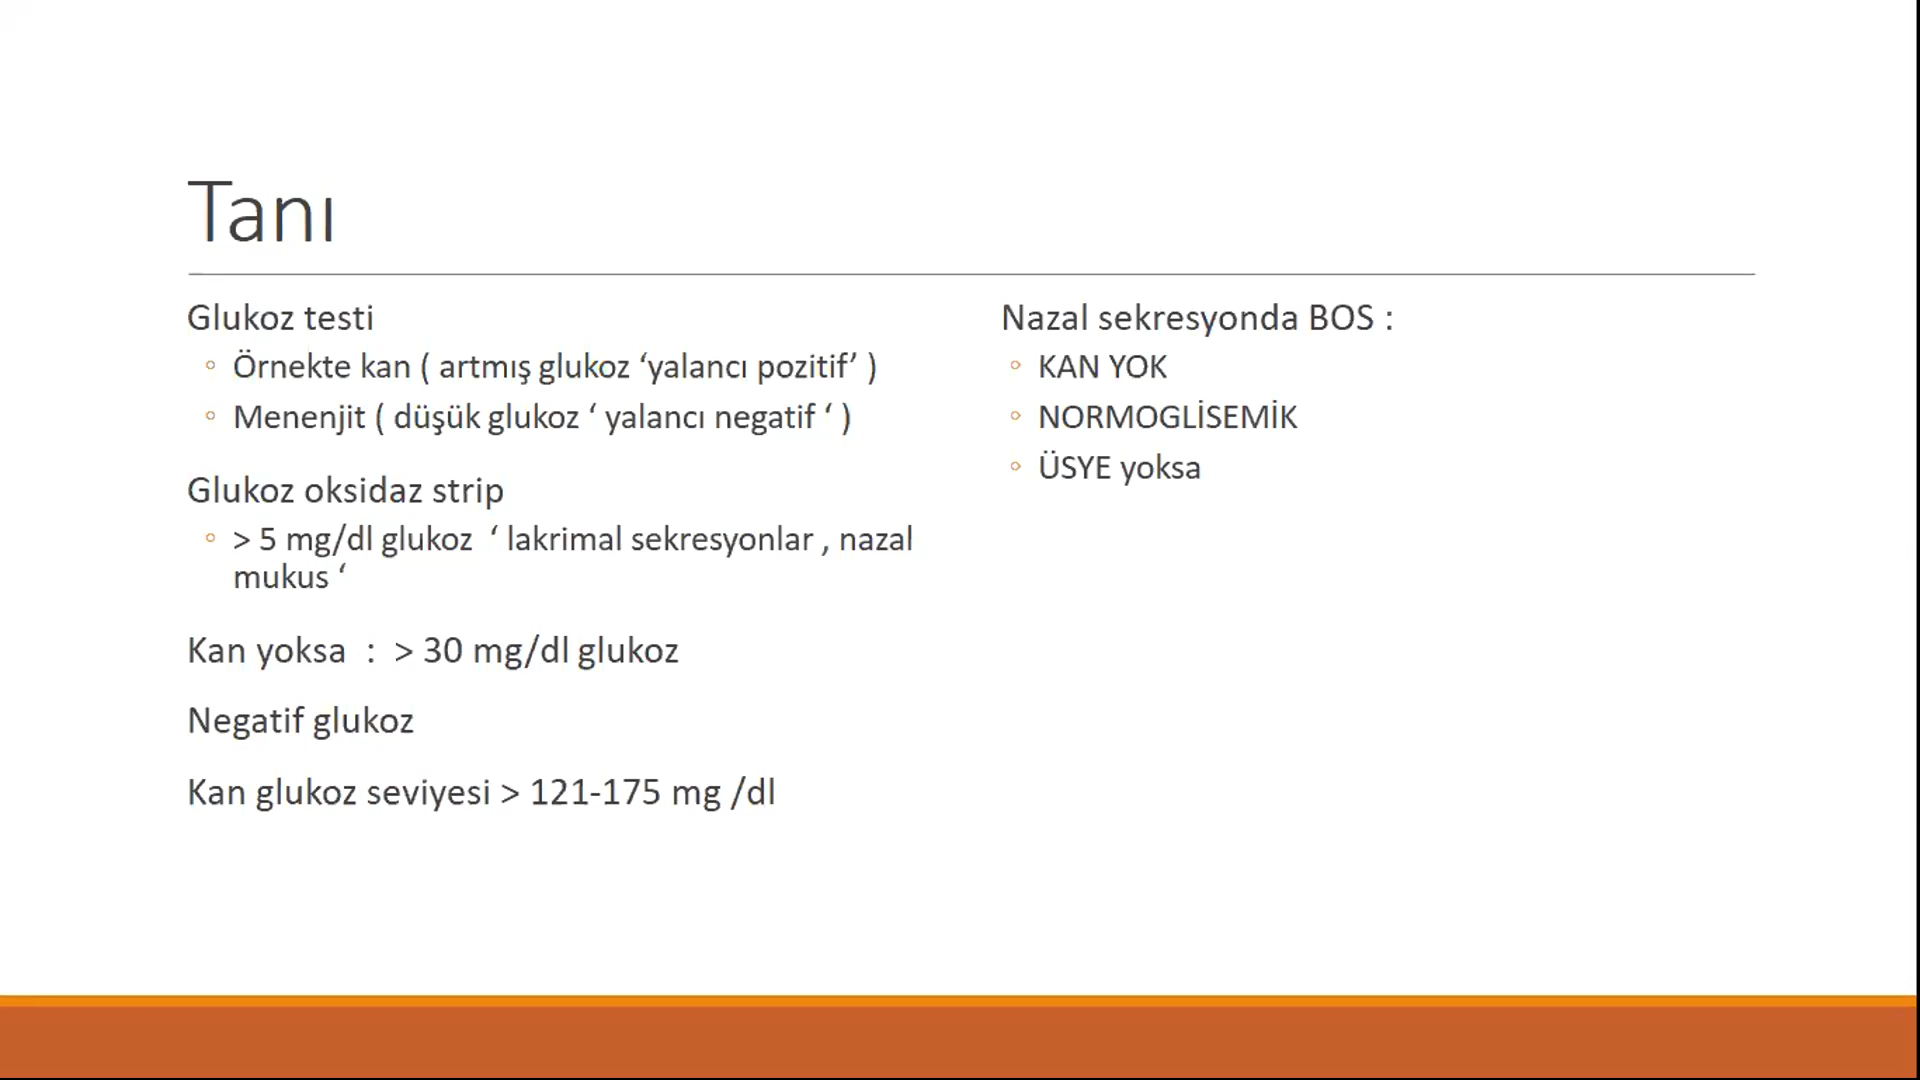 Tanı
Glukoz testi
◦ Örnekte kan ( artmış glukoz ‘yalancı pozitif’ )
◦ Menenjit ( düşük glukoz ‘ yalancı negatif ‘ )
Glukoz oksidaz strip
◦ > 5 mg/dl glukoz ‘ lakrimal sekresyonlar , nazal
mukus ‘
Kan yoksa : > 30 mg/dl glukoz
Negatif glukoz
Kan glukoz seviyesi > 121-175 mg /dl
Nazal sekresyonda BOS :
◦ KAN YOK
◦ NORMOGLİSEMİK
◦ ÜSYE yoksa